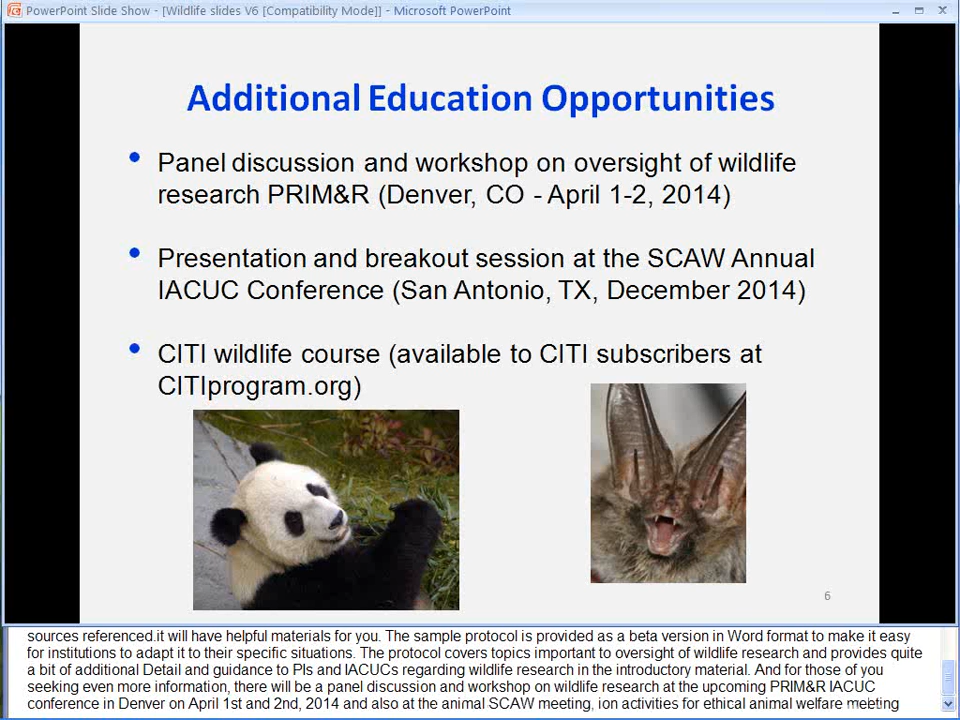 PowerPoint Slide Show - [Wildlife slides V6 [Compatibility Mode]] - Microsoft PowerPoint
Additional Education Opportunities
• Panel discussion and workshop on oversight of wildlife
research PRIM&R (Denver, CO - April 1-2, 2014)
• Presentation and breakout session at the SCAW Annual
IACUC Conference (San Antonio, TX, December 2014)
• CITI wildlife course (available to CITI subscribers at
CITIprogram.org)
6
sources referenced.it will have helpful materials for you. The sample protocol is provided as a beta version in Word format to make it easy
for institutions to adapt it to their specific situations. The protocol covers topics important to oversight of wildlife research and provides quite
a bit of additional Detail and guidance to PIs and IACUCs regarding wildlife research in the introductory material. And for those of you
seeking even more information, there will be a panel discussion and workshop on wildlife research at the upcoming PRIM&R IACUC
conference in Denver on April 1st and 2nd, 2014 and also at the animal SCAW meeting, ion activities for ethical animal welfare meeting